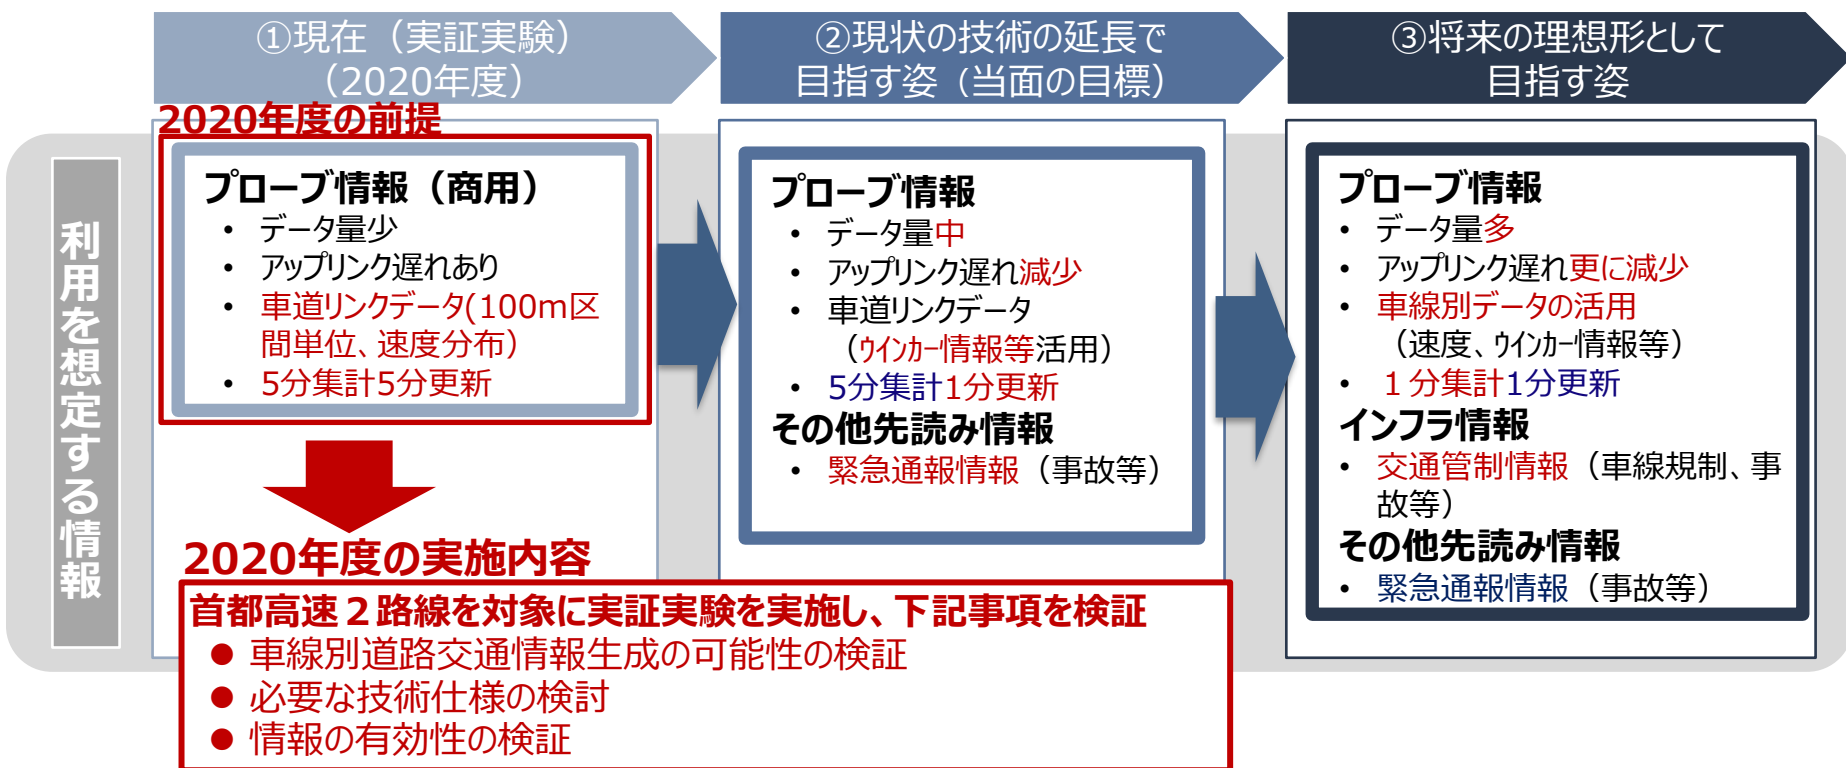 ①現在（実証実験）
（2020年度）
②現状の技術の延長で
目指す姿（当面の目標）
③将来の理想形として
目指す姿
利用を想定する情報
2020年度の前提
プローブ情報（商用）
• データ量少
• アップリンク遅れあり
• 車道リンクデータ(100m区
間単位、速度分布）
• 5分集計5分更新
プローブ情報
• データ量中
• アップリンク遅れ減少
• 車道リンクデータ
（ｳｲﾝｶｰ情報等活用）
• 5分集計1分更新
その他先読み情報
• 緊急通報情報（事故等）
プローブ情報
• データ量多
• アップリンク遅れ更に減少
• 車線別データの活用
（速度、ｳｲﾝｶｰ情報等）
• １分集計1分更新
インフラ情報
• 交通管制情報（車線規制、事
故等）
その他先読み情報
• 緊急通報情報（事故等）
2020年度の実施内容
首都高速２路線を対象に実証実験を実施し、下記事項を検証
● 車線別道路交通情報生成の可能性の検証
● 必要な技術仕様の検討
● 情報の有効性の検証